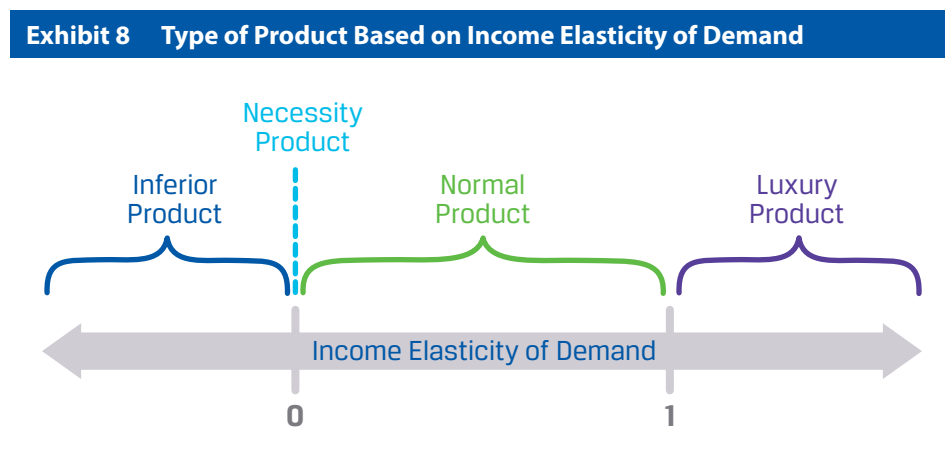 Exhibit 8 Type of Product Based on Income Elasticity of Demand
Necessity
Product
Inferior
Product
Normal
Product
Luxury
Product
Income Elasticity of Demand
0
1